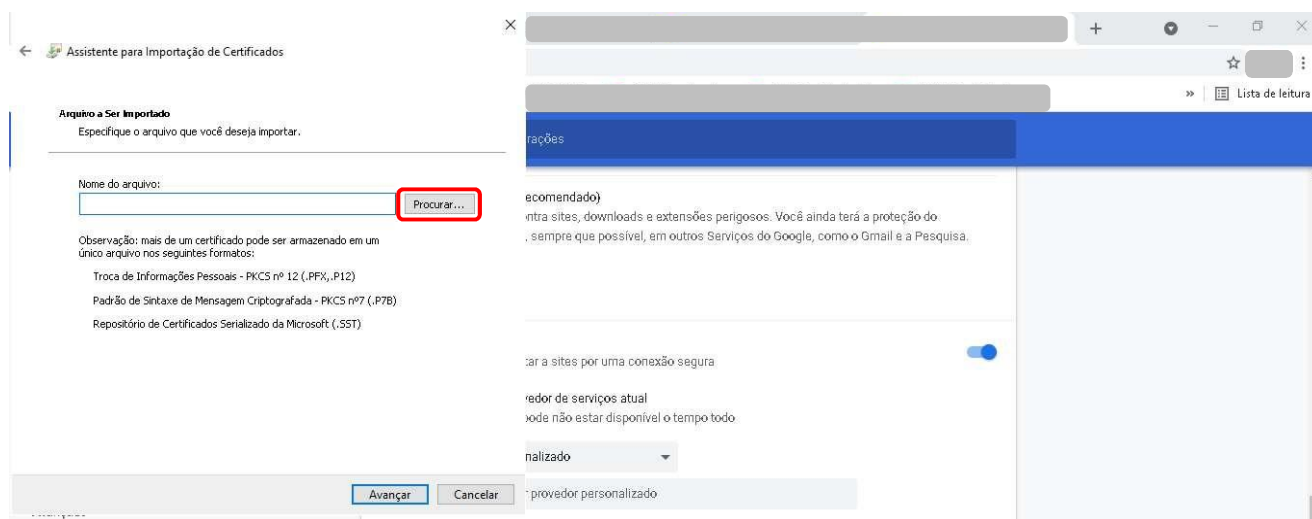 Assistente para Importação de Certificados
Lista de leitura
Arquivo a Ser Importado
Especifique o arquivo que você deseja importar.
rações
Nome do arquivo:
Procurar...
Observação: mais de um certificado pode ser armazenado em um
único arquivo nos seguintes formatos:
Troca de Informações Pessoais - PKCS nº 12 (.PFX,.P12)
Padrão de Sintaxe de Mensagem Criptografada - PKCS nº7 (.P7B)
Repositório de Certificados Serializado da Microsoft (.SST)
Avançar
Cancelar
ecomendado)
ntra sites, downloads e extensões perigosos. Você ainda terá a proteção do
, sempre que possível, em outros Serviços do Google, como o Gmail e a Pesquisa.
tar a sites por uma conexão segura
vedor de serviços atual
pode não estar disponível o tempo todo
nalizado
r provedor personalizado